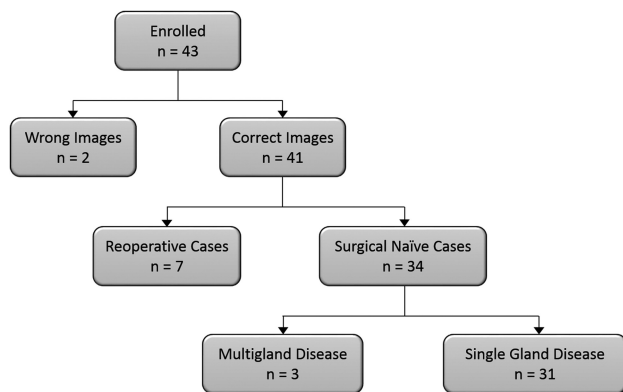 Enrolled
n = 43
Wrong Images
n = 2
Correct Images
n = 41
Reoperative Cases
n = 7
Surgical Naïve Cases
n = 34
Multigland Disease
n = 3
Single Gland Disease
n = 31